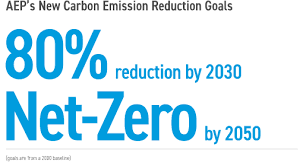 AEP's New Carbon Emission Reduction Goals
80% reduction by 2030
Net-Zero by 2050
(goals are from a 2000 baseline)